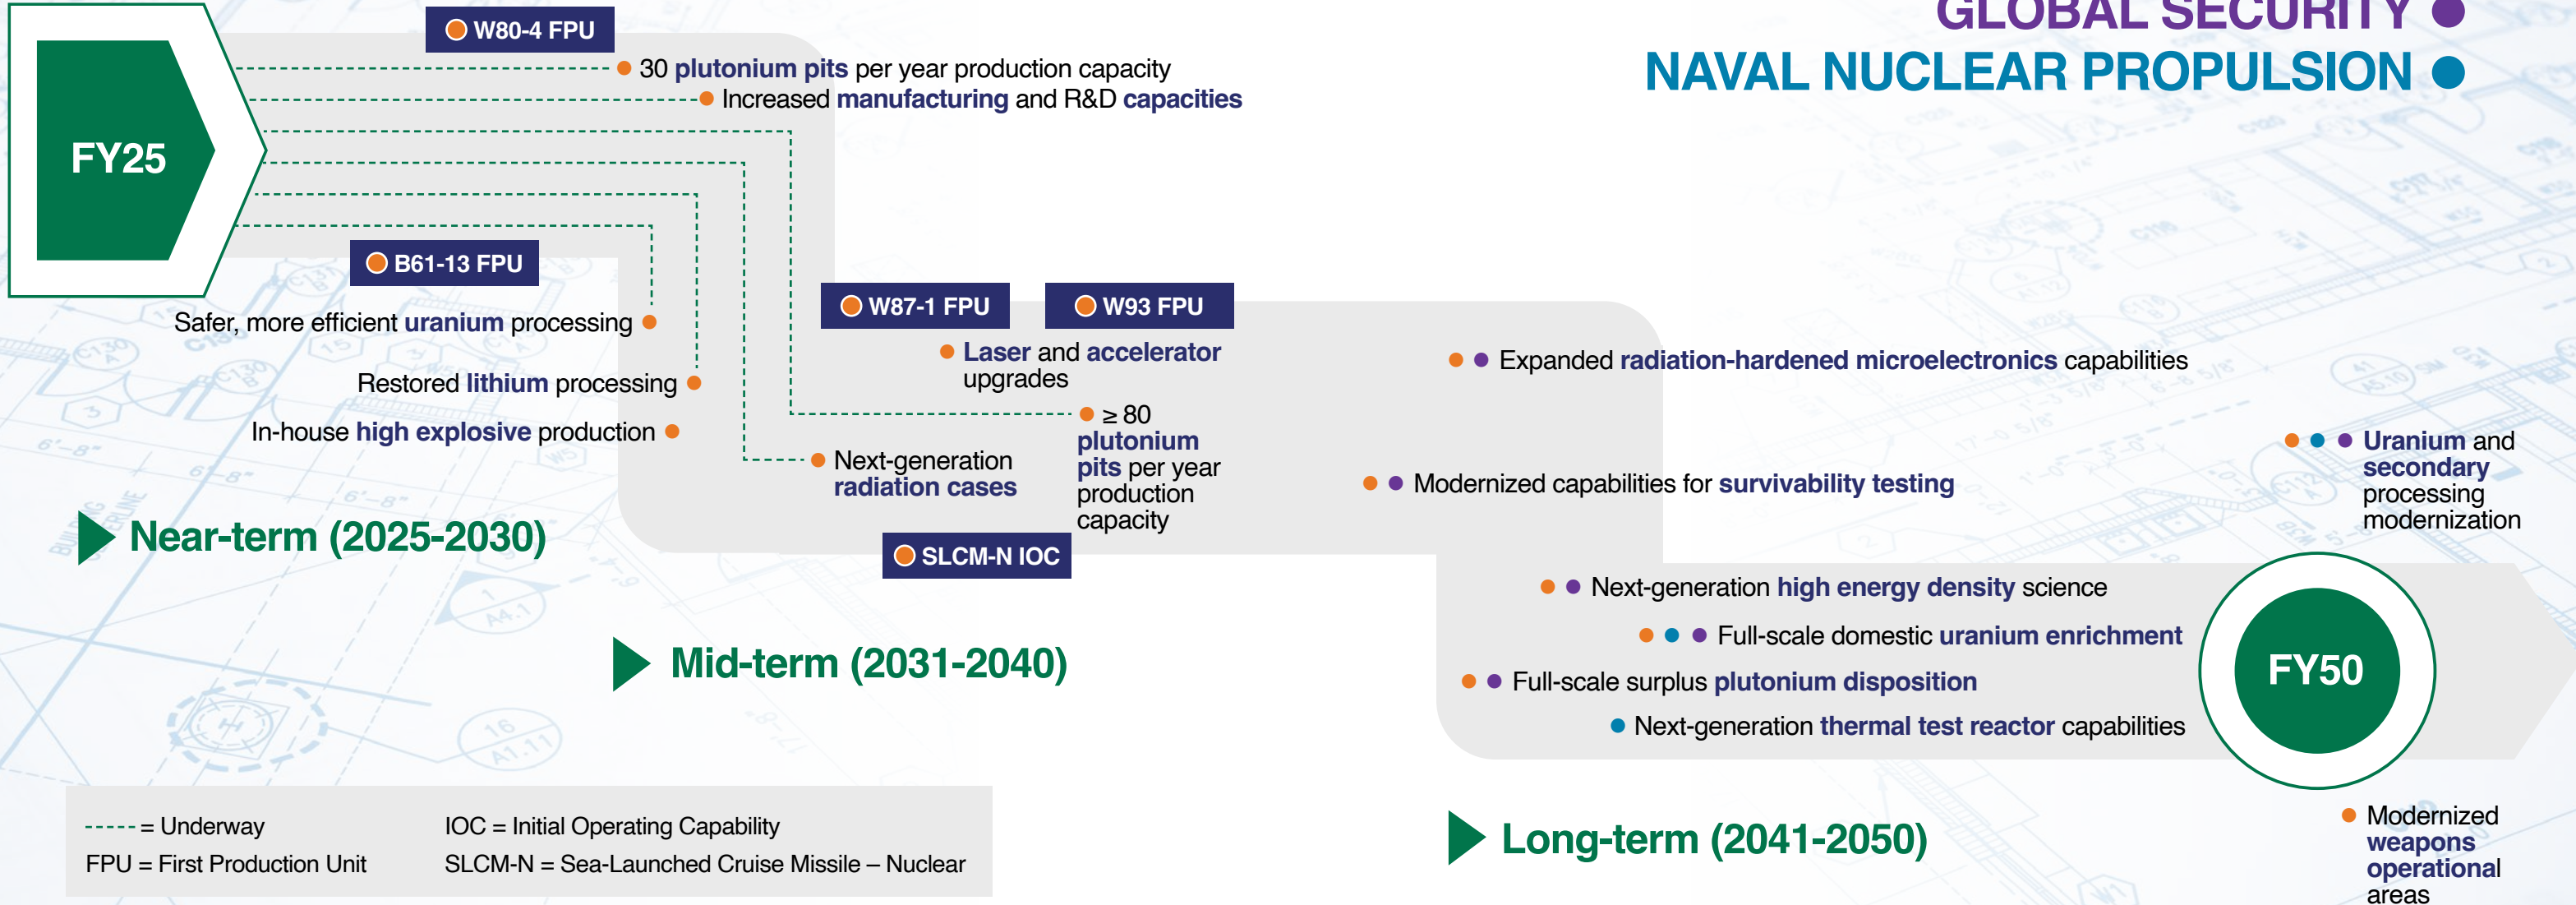 GLOBAL SECURITY
NAVAL NUCLEAR PROPULSION
FY25
W80-4 FPU
30 plutonium pits per year production capacity
Increased manufacturing and R&D capacities
B61-13 FPU
Safer, more efficient uranium processing
Restored lithium processing
In-house high explosive production
Near-term (2025-2030)
W87-1 FPU
W93 FPU
Laser and accelerator
upgrades
≥ 80
plutonium
pits per year
production
capacity
Next-generation
radiation cases
SLCM-N IOC
Mid-term (2031-2040)
Expanded radiation-hardened microelectronics capabilities
Modernized capabilities for survivability testing
Uranium and
secondary
processing
modernization
Next-generation high energy density science
Full-scale domestic uranium enrichment
Full-scale surplus plutonium disposition
Next-generation thermal test reactor capabilities
FY50
Long-term (2041-2050)
Modernized
weapons
operational
areas
= Underway
IOC = Initial Operating Capability
FPU = First Production Unit
SLCM-N = Sea-Launched Cruise Missile – Nuclear